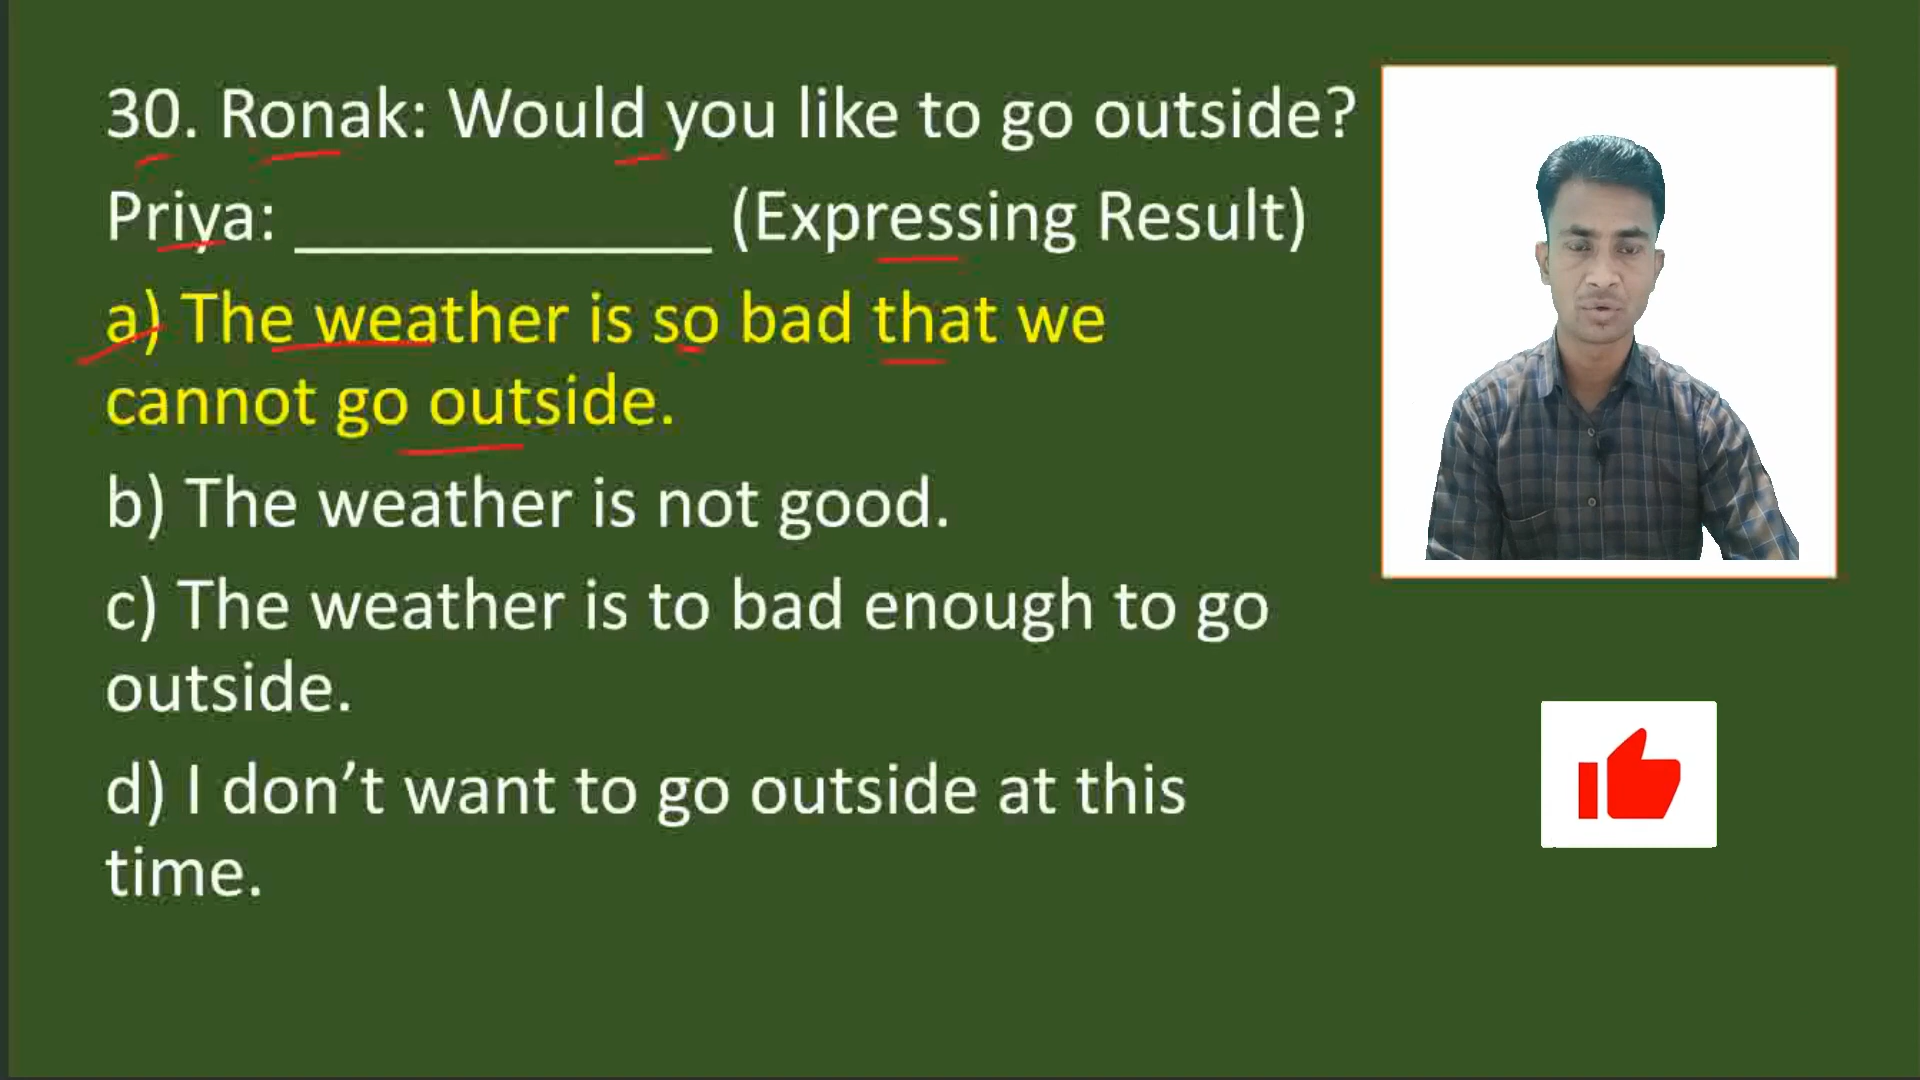 30. Ronak: Would you like to go outside?
Priya: ____________ (Expressing Result)
a) The weather is so bad that we
cannot go outside.
b) The weather is not good.
c) The weather is to bad enough to go
outside.
d) I don’t want to go outside at this
time.